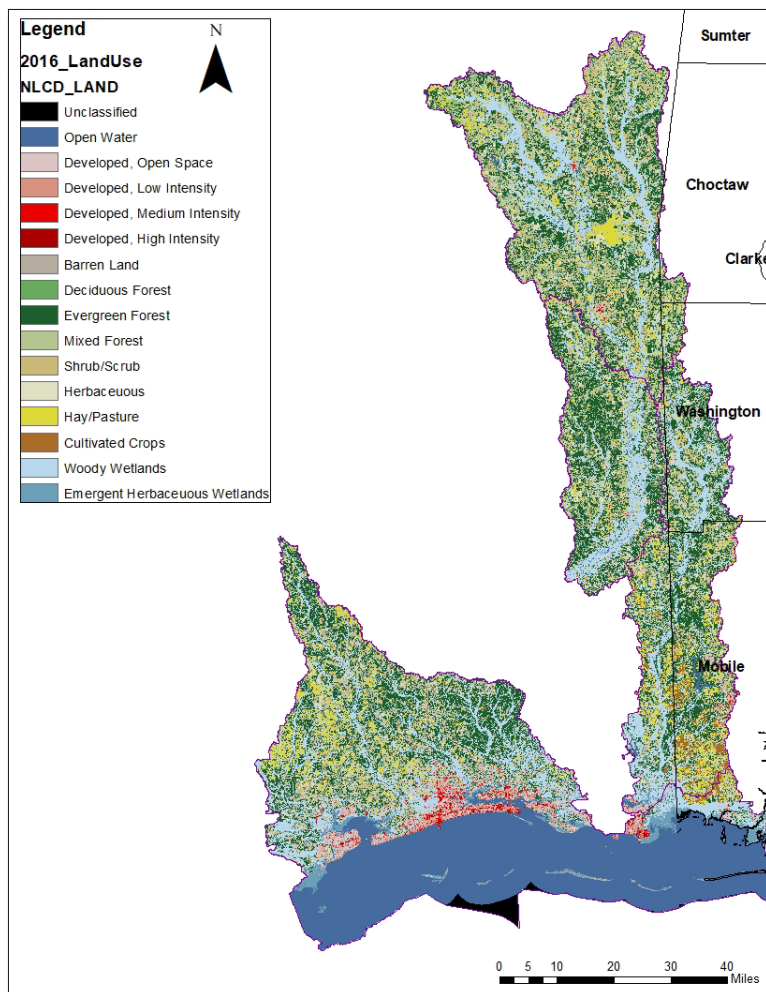 Legend
N
2016_LandUse
NLCD_LAND
Unclassified
Open Water
Developed, Open Space
Developed, Low Intensity
Developed, Medium Intensity
Developed, High Intensity
Barren Land
Deciduous Forest
Evergreen Forest
Mixed Forest
Shrub/Scrub
Herbaceuous
Hay/Pasture
Cultivated Crops
Woody Wetlands
Emergent Herbaceuous Wetlands
Sumter
Choctaw
Clarke
Washington
Mobile
0 5 10 20 30 40
Miles